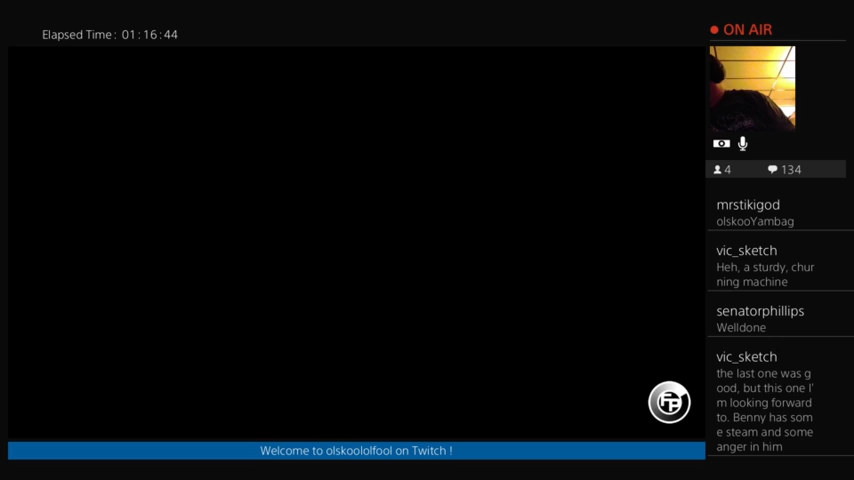 Elapsed Time: 01:16:44
ON AIR
4
134
mrstikigod
olskooYambag
vic_sketch
Heh, a sturdy, chur
ning machine
senatorphillips
Welldone
vic_sketch
the last one was g
ood, but this one I'
m looking forward
to. Benny has som
e steam and some
anger in him
Welcome to olskoololfool on Twitch !